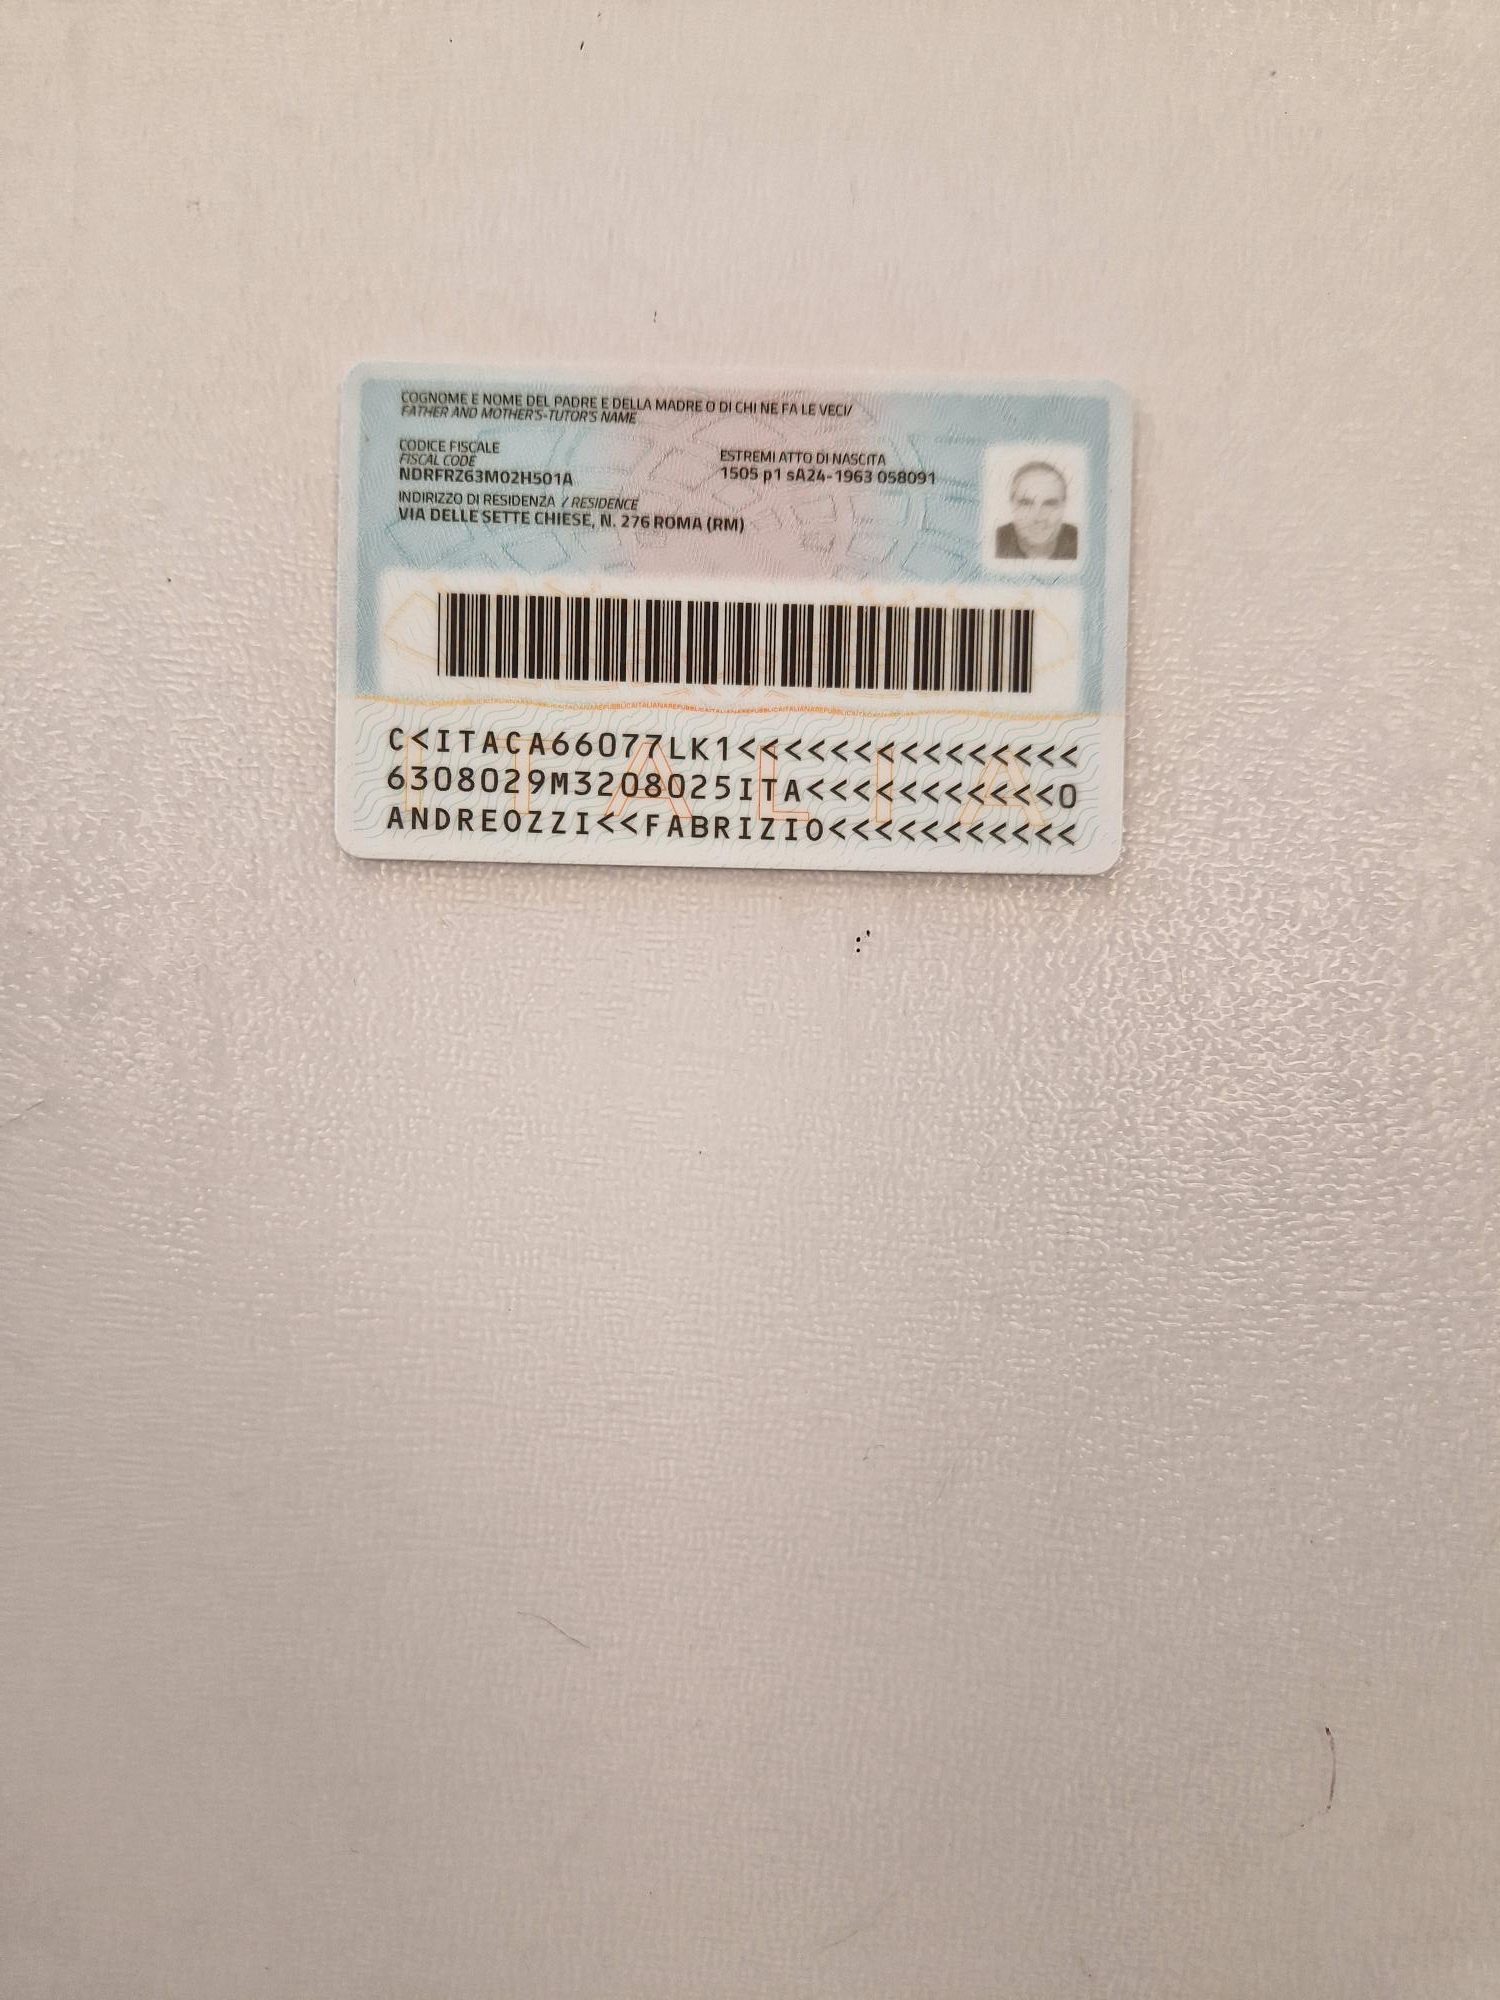 COGNOME E NOME DEL PADRE E DELLA MADRE O DI CHI NE FA LE VECI/
FATHER AND MOTHER'S-TUTOR'S NAME
CODICE FISCALE
FISCAL CODE
NDRFRZ63M02H501A
ESTREMI ATTO DI NASCITA
1505 p1 sA24-1963 058091
INDIRIZZO DI RESIDENZA / RESIDENCE
VIA DELLE SETTE CHIESE, N. 276 ROMA (RM)
C<ITACA66077LK1<<<<<<<<<<<<<<<
6308029M3208025ITA<<<<<<<<<<<0
ANDREOZZI<<FABRIZIO<<<<<<<<<<<